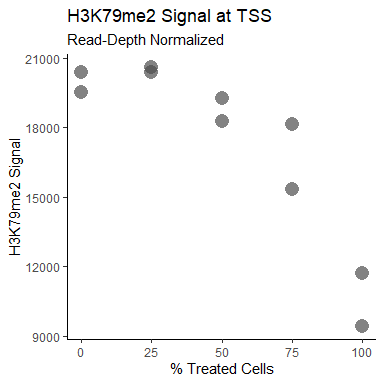 H3K79me2 Signal at TSS
Read-Depth Normalized
21000
18000
15000
12000
9000
H3K79me2 Signal
0 25 50 75 100
% Treated Cells